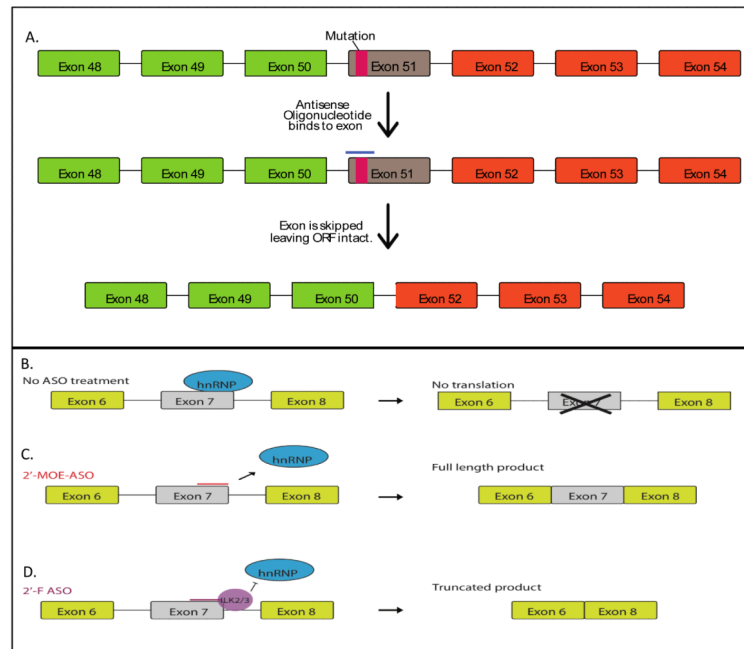 A.
Mutation
Exon 48 Exon 49 Exon 50 Exon 51 Exon 52 Exon 53 Exon 54
Antisense
Oligonucleotide
binds to exon
Exon 48 Exon 49 Exon 50 Exon 51 Exon 52 Exon 53 Exon 54
Exon is skipped
leaving ORF intact.
Exon 48 Exon 49 Exon 50 Exon 52 Exon 53 Exon 54
B.
No ASO treatment
hnRNP
Exon 6 Exon 7 Exon 8
No translation
Exon 6 Exon 7 Exon 8
C.
2'-MOE-ASO
hnRNP
Exon 6 Exon 7 Exon 8
Full length product
Exon 6 Exon 7 Exon 8
D.
2'-F ASO
hnRNP
Exon 6 Exon 7 Exon 8
Truncated product
Exon 6 Exon 8